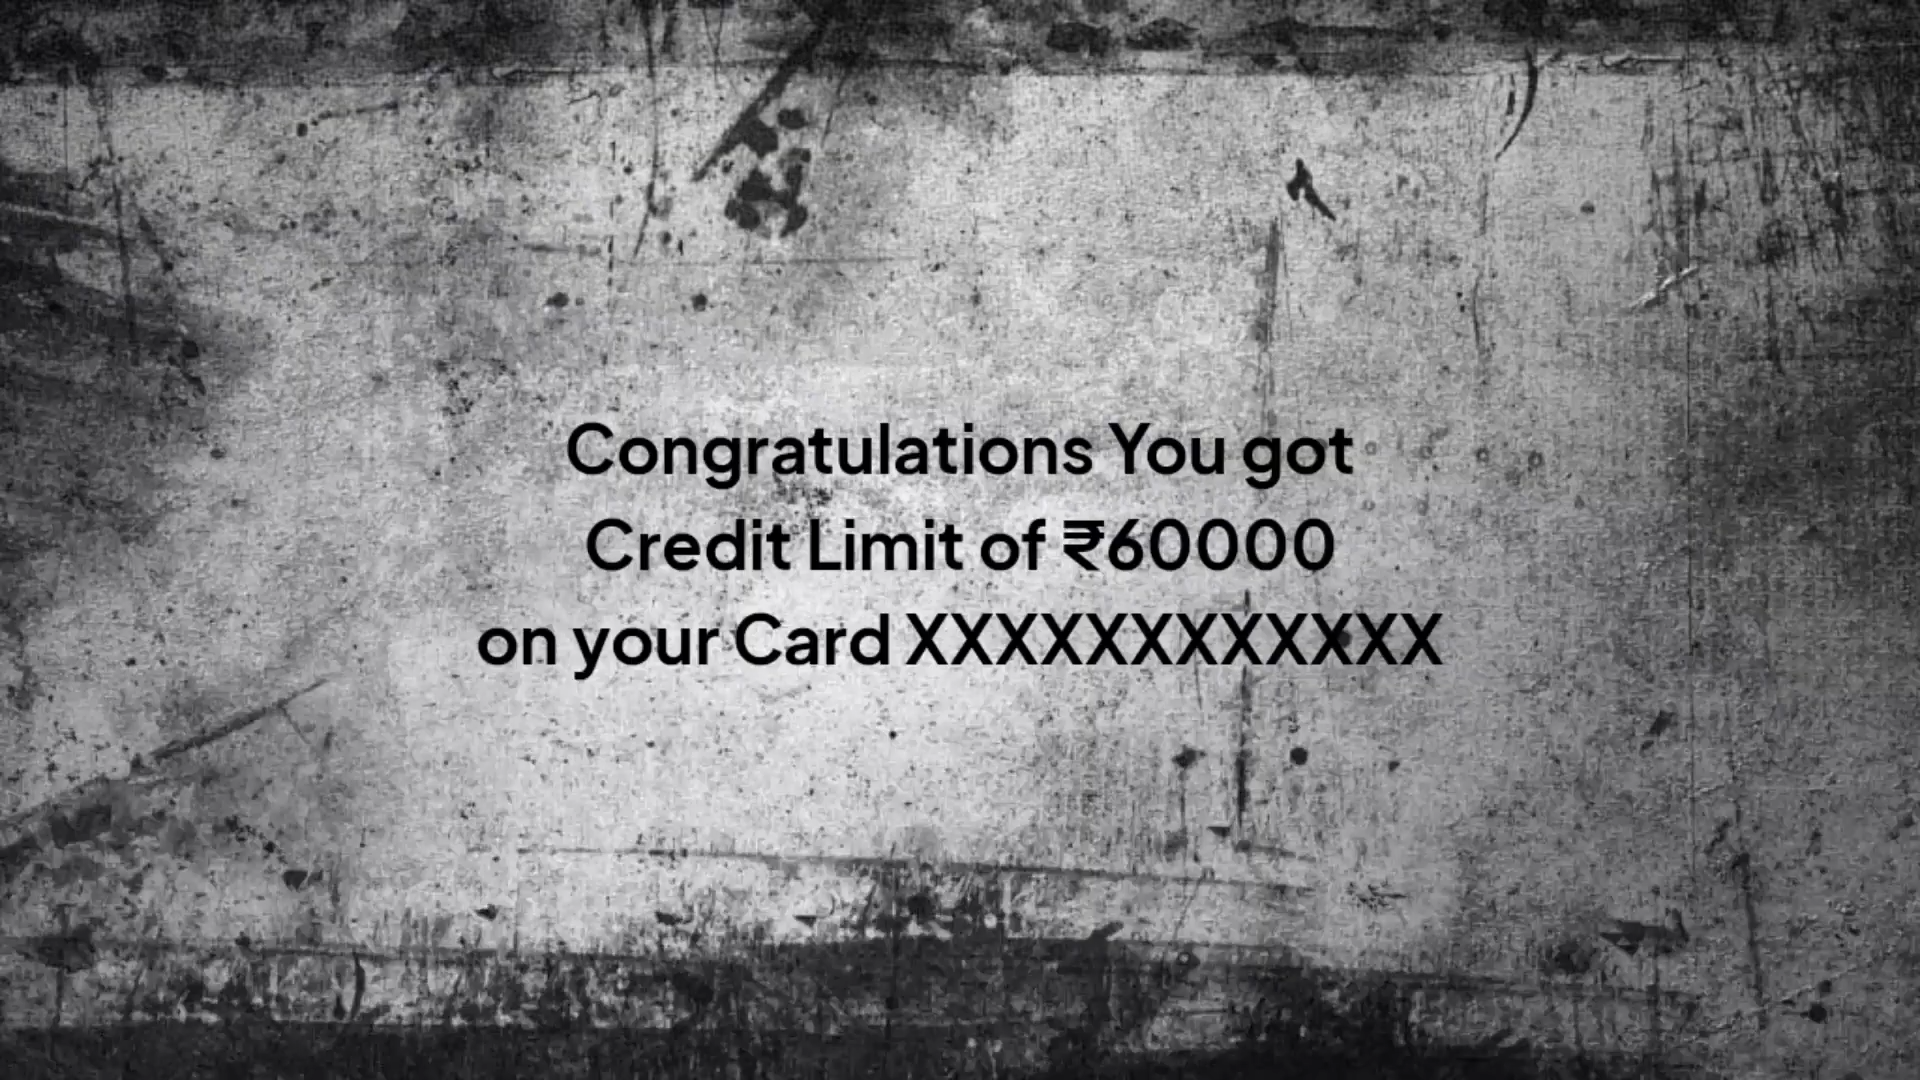 Congratulations You got
Credit Limit of ₹60000
on your Card XXXXXXXXXXXX